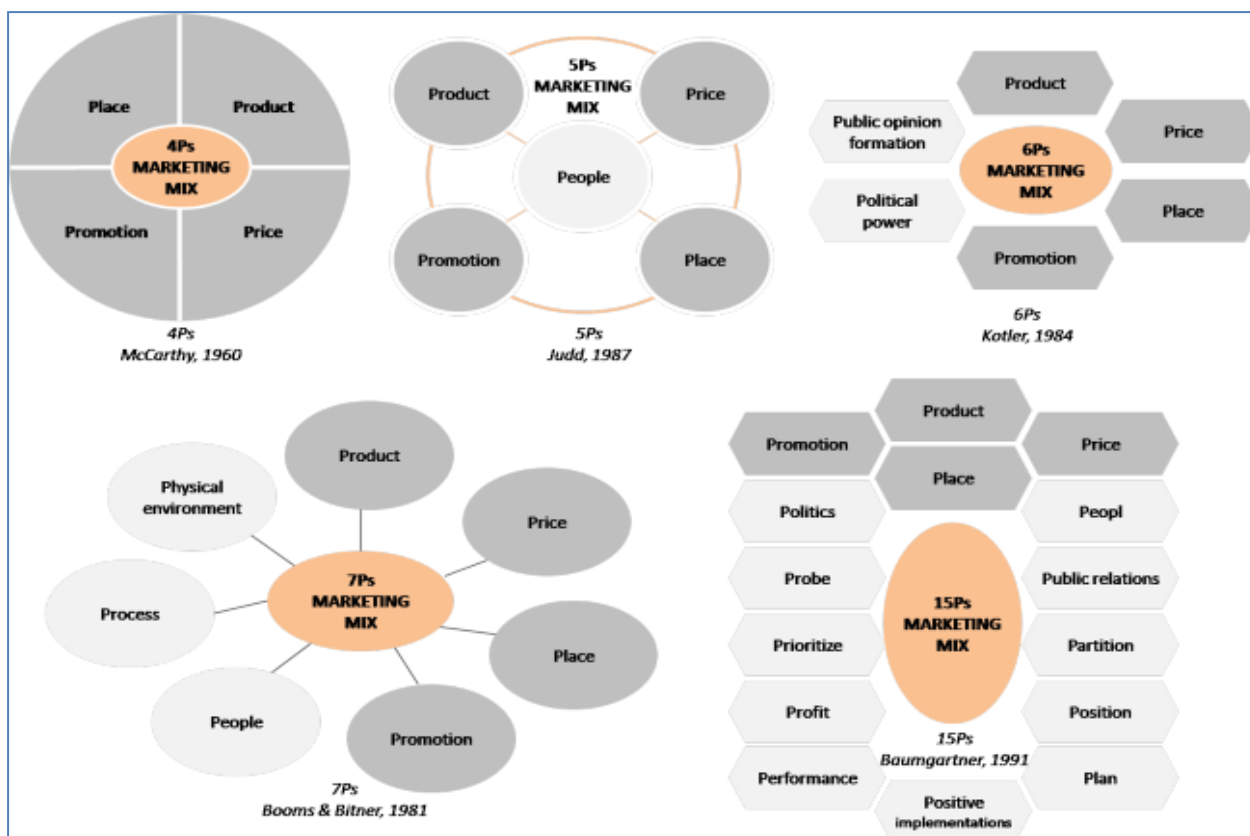 Place
Product
4Ps
MARKETING
MIX
Promotion
Price
4Ps
McCarthy, 1960
5Ps
MARKETING
MIX
Product
Price
People
Promotion
Place
5Ps
Judd, 1987
Product
Public opinion
formation
Price
6Ps
MARKETING
MIX
Political
power
Place
Promotion
6Ps
Kotler, 1984
Product
Physical
environment
Price
7Ps
MARKETING
MIX
Process
Place
People
Promotion
7Ps
Booms & Bitner, 1981
Product
Promotion
Price
Place
Politics
Peopl
Probe
Public relations
15Ps
MARKETING
MIX
Prioritize
Partition
Profit
Position
15Ps
Baumgartner, 1991
Performance
Plan
Positive
implementations